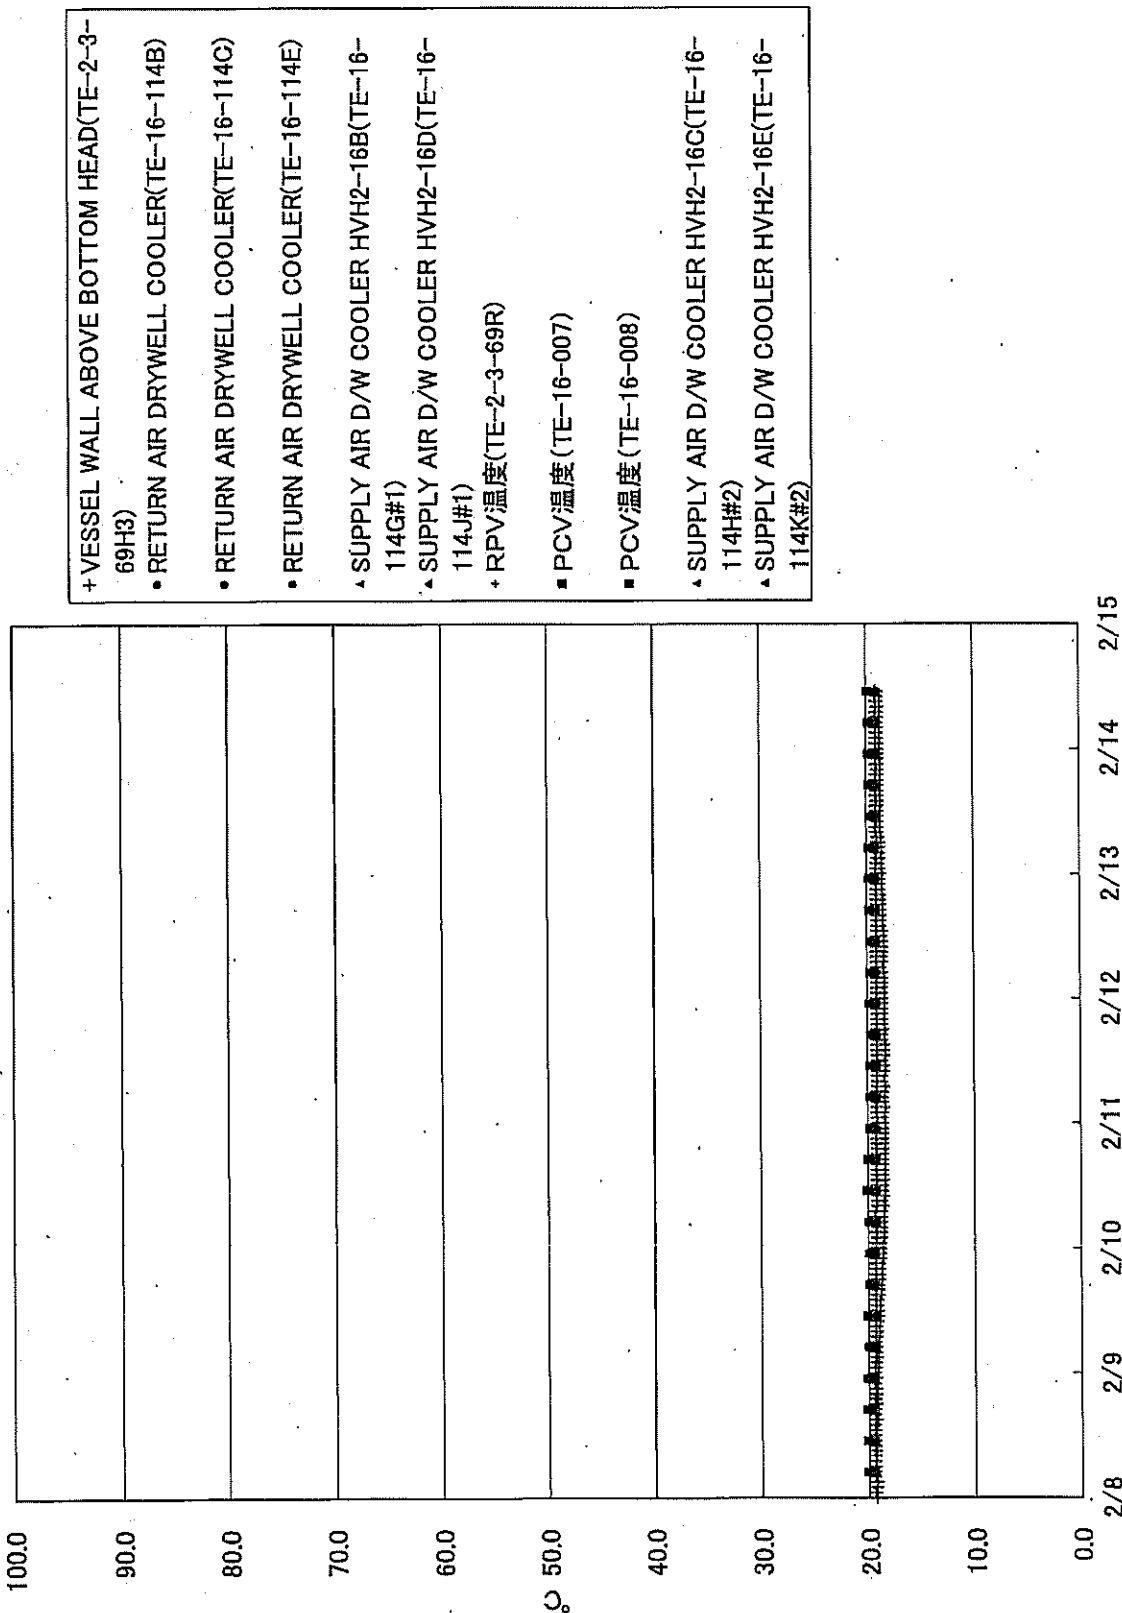 100.0
90.0
80.0
70.0
60.0
50.0
40.0
30.0
20.0
10.0
0.0
℃
2/8
2/9
2/10
2/11
2/12
2/13
2/14
2/15
+ VESSEL WALL ABOVE BOTTOM HEAD(TE-2-3-
69H3)
• RETURN AIR DRYWELL COOLER(TE-16-114B)
• RETURN AIR DRYWELL COOLER(TE-16-114C)
• RETURN AIR DRYWELL COOLER(TE-16-114E)
▲ SUPPLY AIR D/W COOLER HVH2-16B(TE-16-
114G#1)
▲ SUPPLY AIR D/W COOLER HVH2-16D(TE-16-
114J#1)
+ RPV温度(TE-2-3-69R)
■ PCV温度(TE-16-007)
■ PCV温度(TE-16-008)
▲ SUPPLY AIR D/W COOLER HVH2-16C(TE-16-
114H#2)
▲ SUPPLY AIR D/W COOLER HVH2-16E(TE-16-
114K#2)